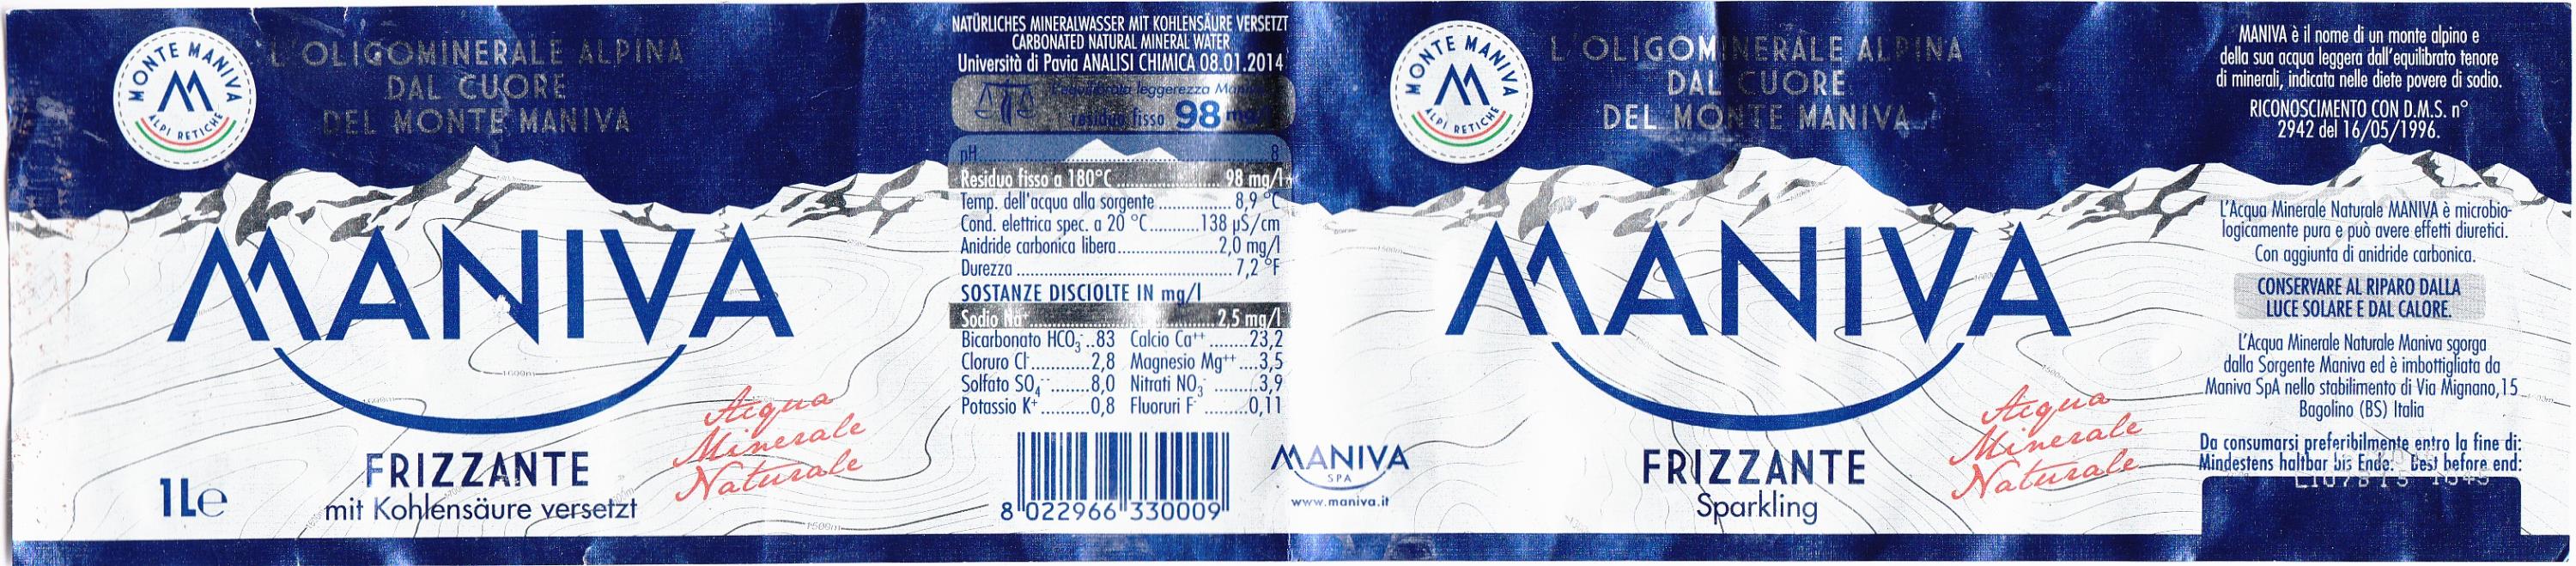 MONTE MANIVA
ALPI RETICHE
L'OLIGOMINERALE ALPINA
DAL CUORE
DEL MONTE MANIVA
MANIVA
FRIZZANTE
mit Kohlensäure versetzt
1Le
Acqua
Minerale
Naturale
NATÜRLICHES MINERALWASSER MIT KOHLENSÄURE VERSETZT
CARBONATED NATURAL MINERAL WATER
Università di Pavia ANALISI CHIMICA 08.01.2014
L'equilibrata leggerezza Maniva
residuo fisso 98 mg/l
pH 8
Residuo fisso a 180°C 98 mg/l
Temp. dell'acqua alla sorgente 8,9 °C
Cond. elettrica spec. a 20 °C 138 µS/cm
Anidride carbonica libera 2,0 mg/l
Durezza 7,2 °F
SOSTANZE DISCIOLTE IN mg/l
Sodio Na⁺ 2,5 mg/l
Bicarbonato HCO₃⁻ 83 Calcio Ca⁺⁺ 23,2
Cloruro Cl⁻ 2,8 Magnesio Mg⁺⁺ 3,5
Solfato SO₄⁻⁻ 8,0 Nitrati NO₃⁻ 3,9
Potassio K⁺ 0,8 Fluoruri F⁻ 0,11
8 022966 330009
MANIVA
SPA
www.maniva.it
MONTE MANIVA
ALPI RETICHE
L'OLIGOMINERALE ALPINA
DAL CUORE
DEL MONTE MANIVA
MANIVA
FRIZZANTE
Sparkling
Acqua
Minerale
Naturale
MANIVA è il nome di un monte alpino e
della sua acqua leggera dall'equilibrato tenore
di minerali, indicata nelle diete povere di sodio.
RICONOSCIMENTO CON D.M.S. n°
2942 del 16/05/1996.
L'Acqua Minerale Naturale MANIVA è microbio-
logicamente pura e può avere effetti diuretici.
Con aggiunta di anidride carbonica.
CONSERVARE AL RIPARO DALLA
LUCE SOLARE E DAL CALORE.
L'Acqua Minerale Naturale Maniva sgorga
dalla Sorgente Maniva ed è imbottigliata da
Maniva SpA nello stabilimento di Via Mignano,15
Bagolino (BS) Italia
Da consumarsi preferibilmente entro la fine di:
Mindestens haltbar bis Ende: Best before end: